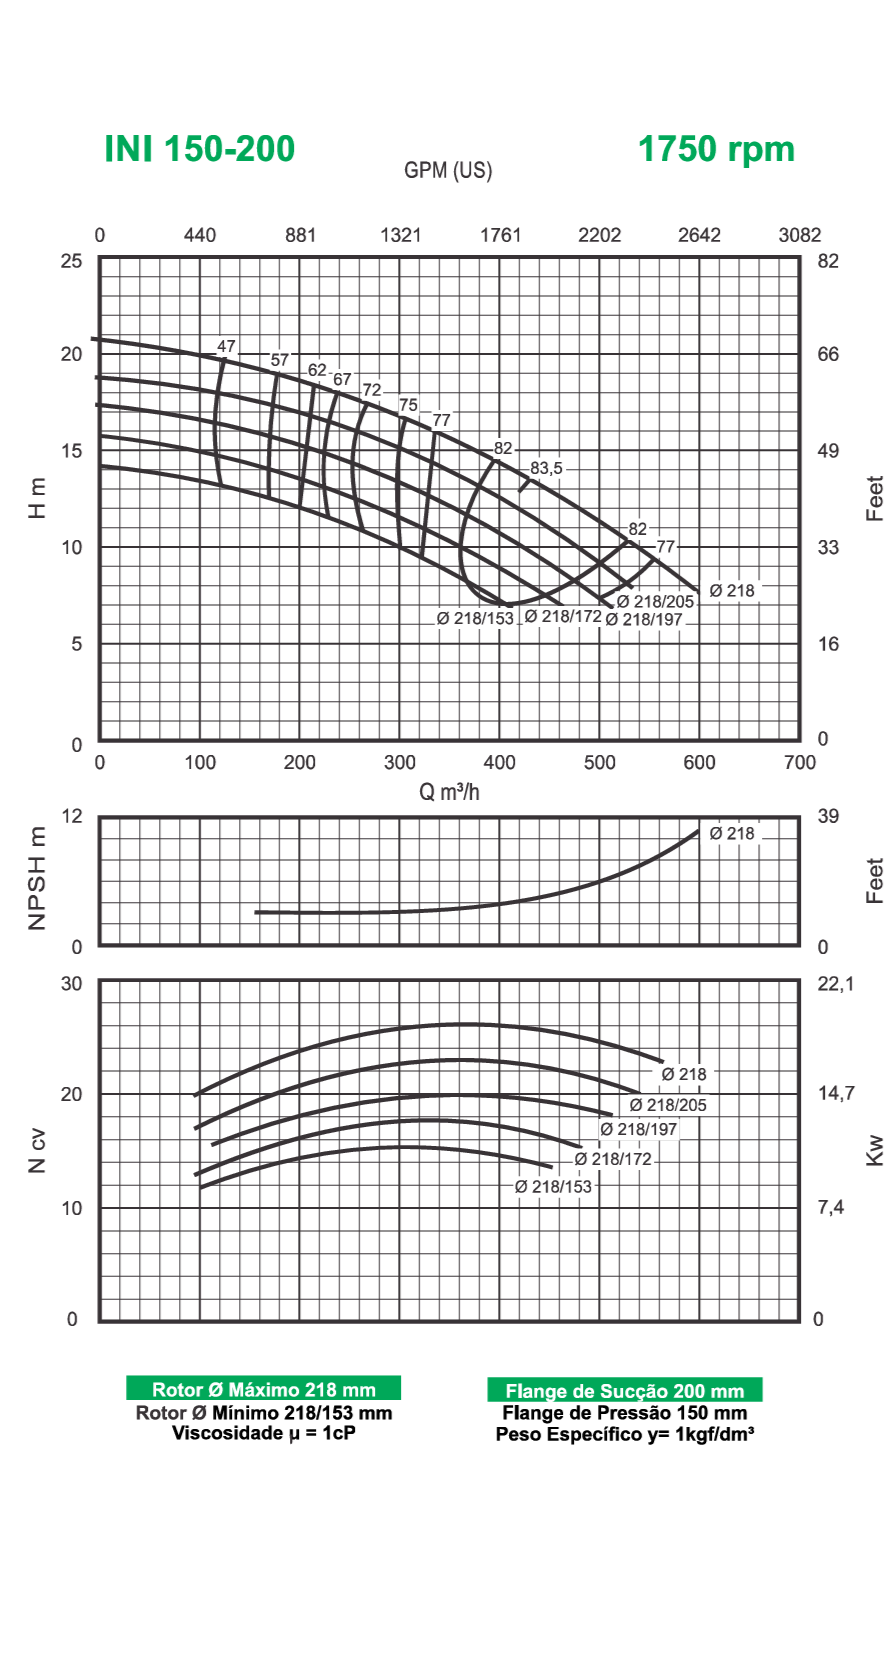 INI 150-200 1750 rpm
GPM (US)
0 440 881 1321 1761 2202 2642 3082
25 82
47
20 66
57
62
67
72
75
77
15 49
82
83,5
H m Feet
82
10 33
77
Ø 218
Ø 218/205
Ø 218/153 Ø 218/172 Ø 218/197
5 16
0 0
0 100 200 300 400 500 600 700
Q m³/h
12 39
Ø 218
NPSH m Feet
0 0
30 22,1
Ø 218
20 14,7
Ø 218/205
Ø 218/197
N cv Kw
Ø 218/172
Ø 218/153
10 7,4
0 0
Rotor Ø Máximo 218 mm Flange de Sucção 200 mm
Rotor Ø Mínimo 218/153 mm Flange de Pressão 150 mm
Viscosidade µ = 1cP Peso Específico y= 1kgf/dm³